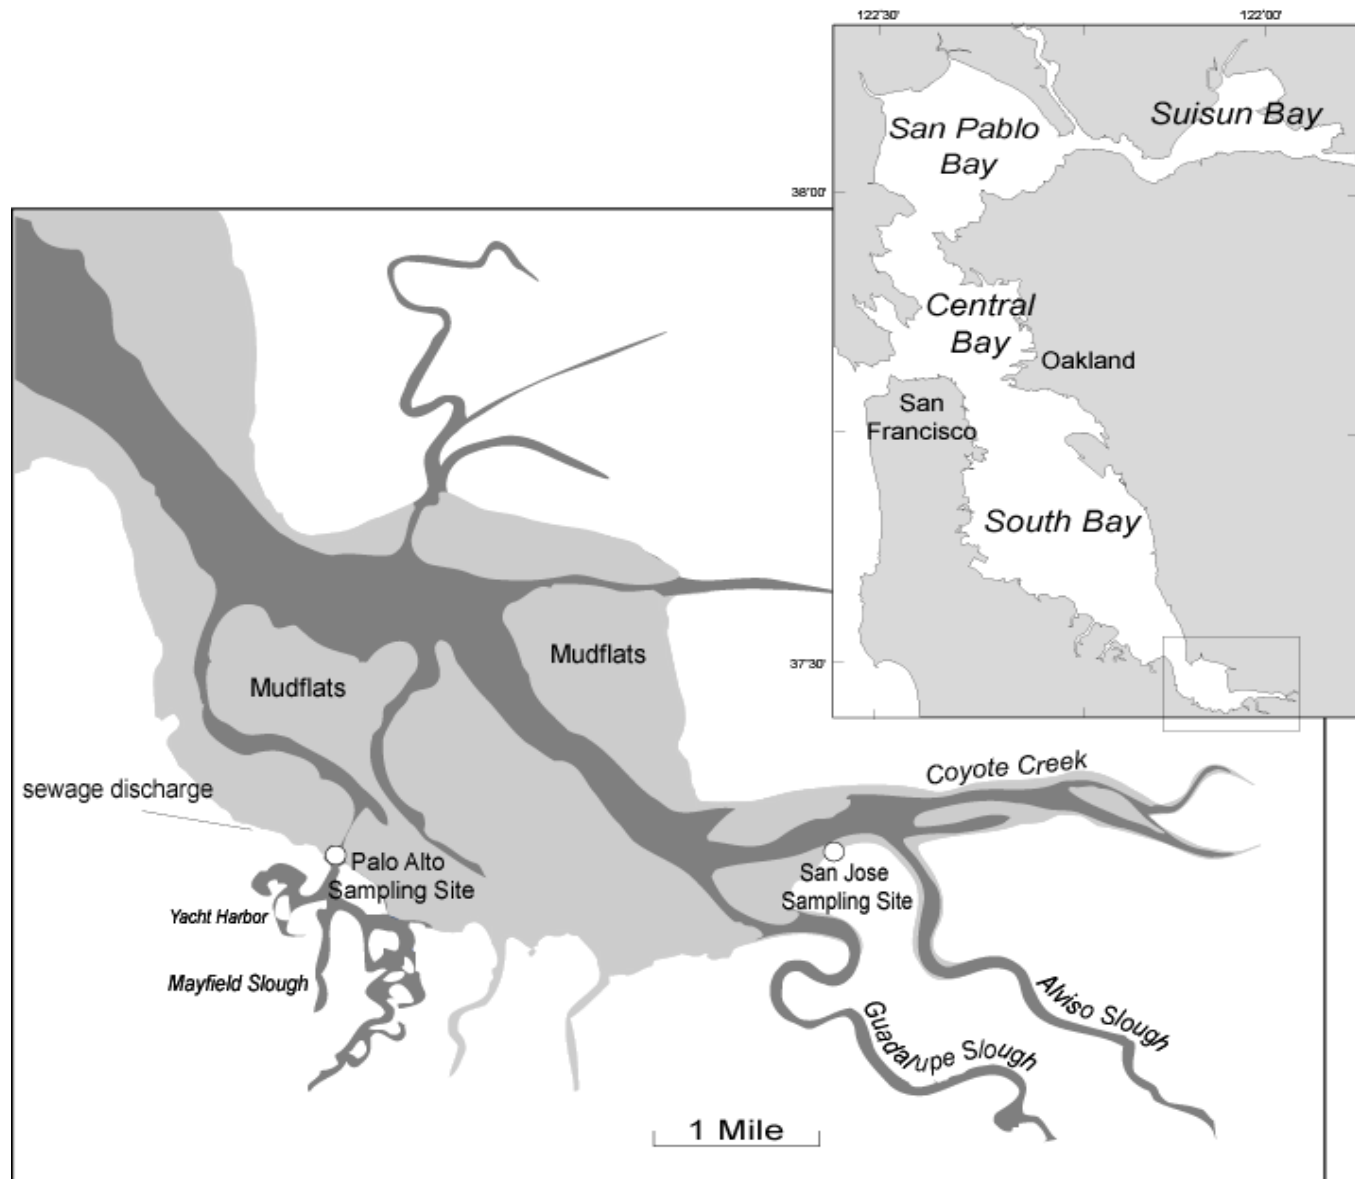 122°30'
122°00'
San Pablo
Bay
Suisun Bay
38°00'
Central
Bay
Oakland
San
Francisco
South Bay
37°30'
Mudflats
Mudflats
Coyote Creek
sewage discharge
Palo Alto
Sampling Site
San Jose
Sampling Site
Yacht Harbor
Mayfield Slough
Alviso Slough
Guadalupe Slough
1 Mile